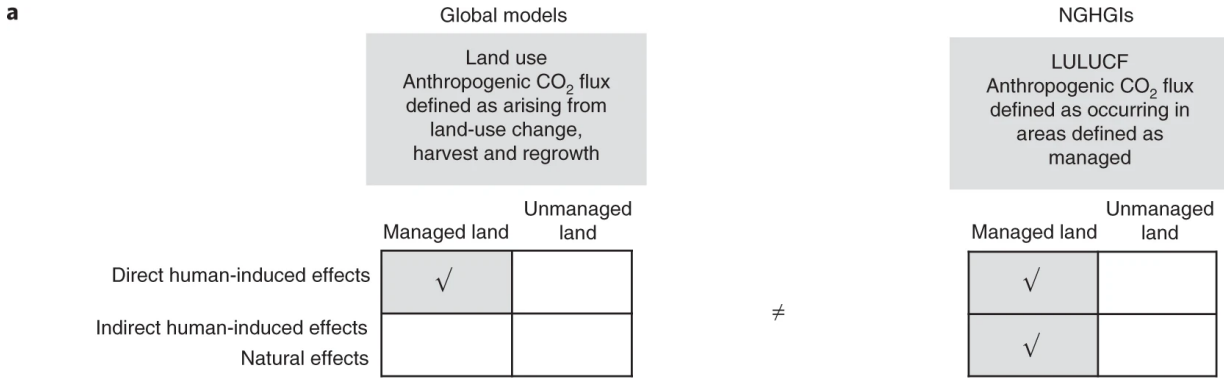 a
Global models
NGHGIs
Land use
Anthropogenic CO2 flux
defined as arising from
land-use change,
harvest and regrowth
LULUCF
Anthropogenic CO2 flux
defined as occurring in
areas defined as
managed
Managed land
Unmanaged
land
Managed land
Unmanaged
land
Direct human-induced effects
√
√
Indirect human-induced effects
Natural effects
≠
√